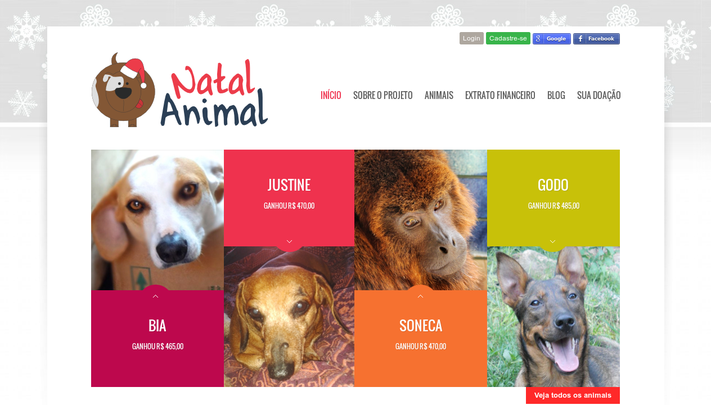 Login
Cadastre-se
Google
Facebook
Natal
Animal
INÍCIO
SOBRE O PROJETO
ANIMAIS
EXTRATO FINANCEIRO
BLOG
SUA DOAÇÃO
JUSTINE
GANHOU R$ 470,00
GODO
GANHOU R$ 485,00
BIA
GANHOU R$ 465,00
SONECA
GANHOU R$ 470,00
Veja todos os animais